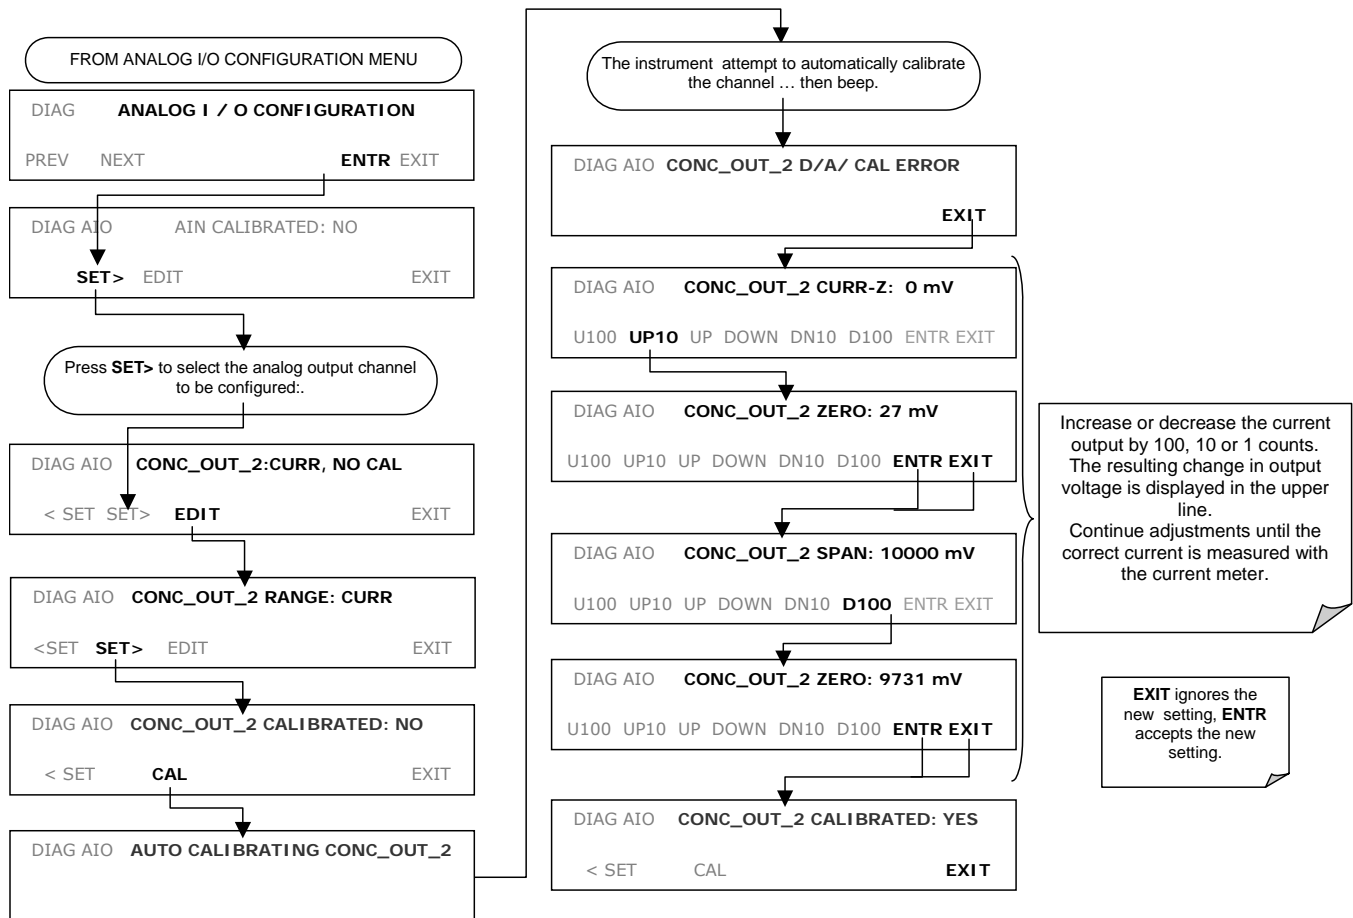 FROM ANALOG I/O CONFIGURATION MENU
DIAG ANALOG I / O CONFIGURATION
PREV NEXT ENTR EXIT
DIAG AIO AIN CALIBRATED: NO
SET> EDIT EXIT
Press SET> to select the analog output channel
to be configured:.
DIAG AIO CONC_OUT_2:CURR, NO CAL
< SET SET> EDIT EXIT
DIAG AIO CONC_OUT_2 RANGE: CURR
<SET SET> EDIT EXIT
DIAG AIO CONC_OUT_2 CALIBRATED: NO
< SET CAL EXIT
DIAG AIO AUTO CALIBRATING CONC_OUT_2
The instrument attempt to automatically calibrate
the channel … then beep.
DIAG AIO CONC_OUT_2 D/A/ CAL ERROR
EXIT
DIAG AIO CONC_OUT_2 CURR-Z: 0 mV
U100 UP10 UP DOWN DN10 D100 ENTR EXIT
DIAG AIO CONC_OUT_2 ZERO: 27 mV
U100 UP10 UP DOWN DN10 D100 ENTR EXIT
DIAG AIO CONC_OUT_2 SPAN: 10000 mV
U100 UP10 UP DOWN DN10 D100 ENTR EXIT
DIAG AIO CONC_OUT_2 ZERO: 9731 mV
U100 UP10 UP DOWN DN10 D100 ENTR EXIT
DIAG AIO CONC_OUT_2 CALIBRATED: YES
< SET CAL EXIT
Increase or decrease the current
output by 100, 10 or 1 counts.
The resulting change in output
voltage is displayed in the upper
line.
Continue adjustments until the
correct current is measured with
the current meter.
EXIT ignores the
new setting, ENTR
accepts the new
setting.